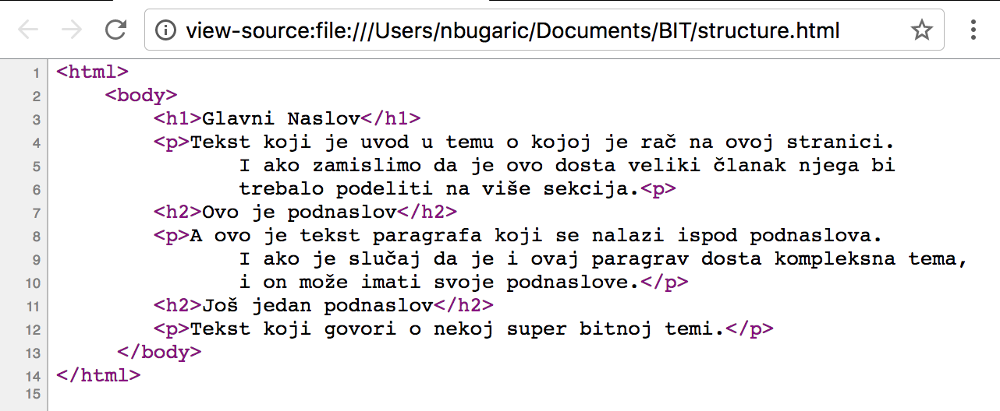 view-source:file:///Users/nbugaric/Documents/BIT/structure.html
1 <html>
2     <body>
3         <h1>Glavni Naslov</h1>
4         <p>Tekst koji je uvod u temu o kojoj je rač na ovoj stranici.
5                I ako zamislimo da je ovo dosta veliki članak njega bi
6                trebalo podeliti na više sekcija.<p>
7         <h2>Ovo je podnaslov</h2>
8         <p>A ovo je tekst paragrafa koji se nalazi ispod podnaslova.
9                I ako je slučaj da je i ovaj paragrav dosta kompleksna tema,
10               i on može imati svoje podnaslove.</p>
11        <h2>Još jedan podnaslov</h2>
12        <p>Tekst koji govori o nekoj super bitnoj temi.</p>
13     </body>
14 </html>
15